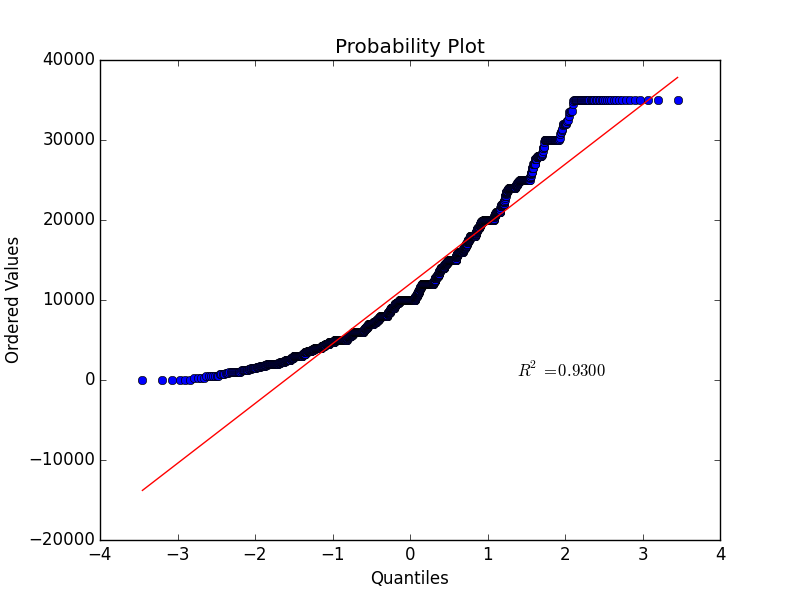 Probability Plot
40000
30000
20000
10000
0
−10000
−20000
Ordered Values
R² =0.9300
−4 −3 −2 −1 0 1 2 3 4
Quantiles